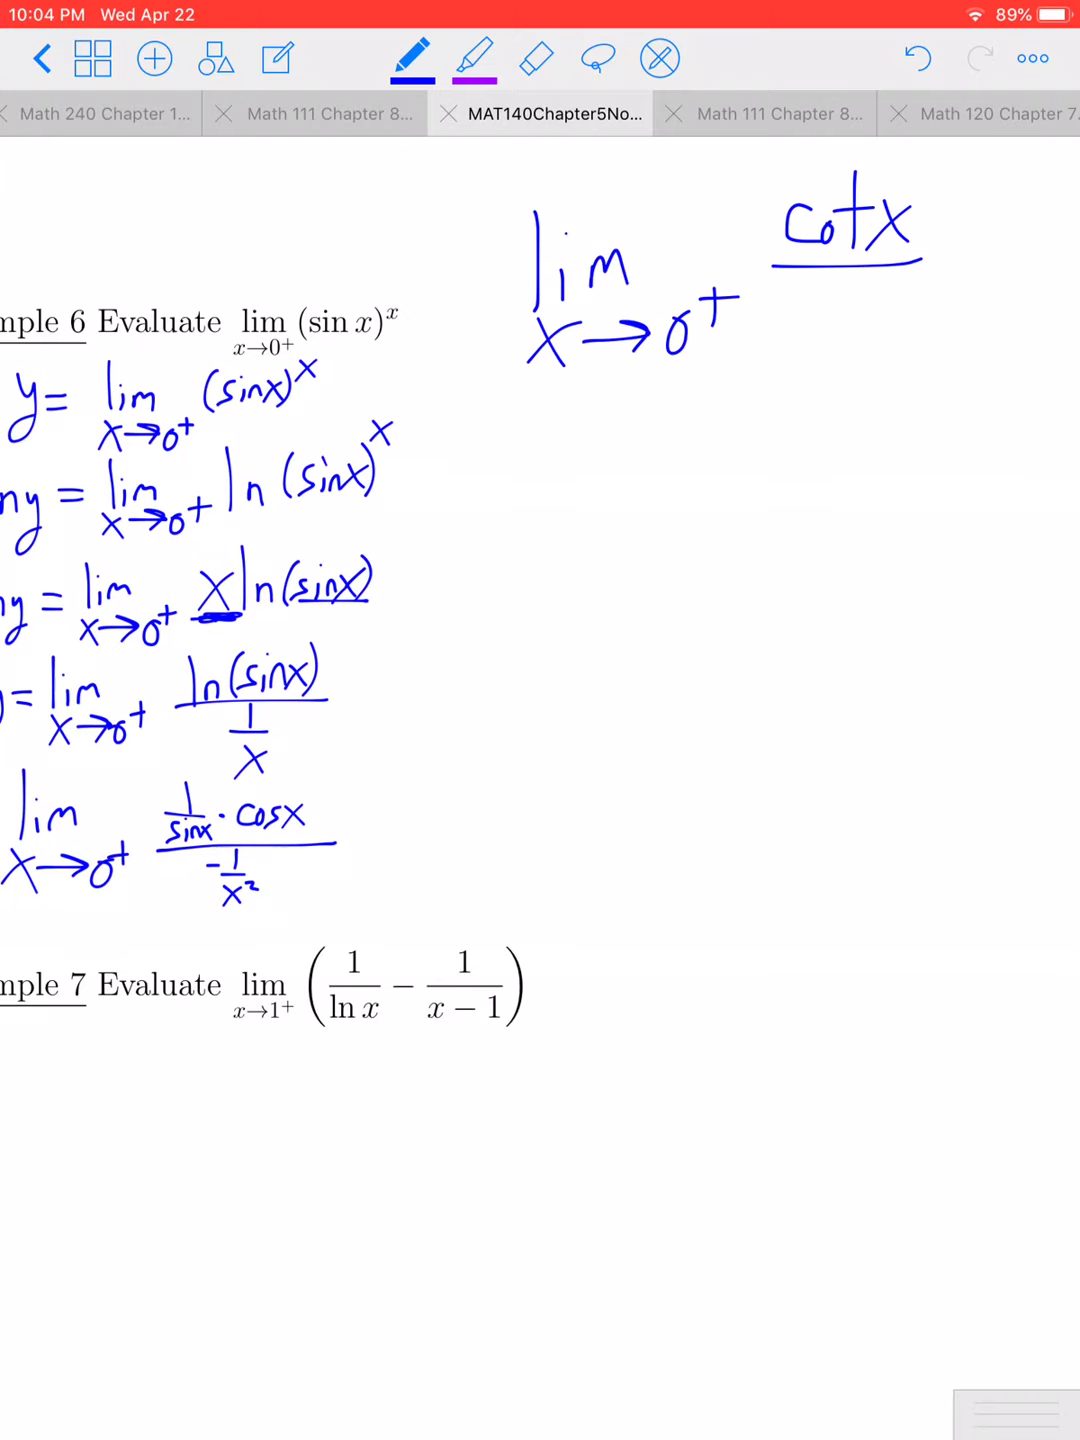 10:04 PM Wed Apr 22 89%
Math 240 Chapter 1... Math 111 Chapter 8... MAT140Chapter5No... Math 111 Chapter 8... Math 120 Chapter 7.
cot x
lim
x→0⁺
mple 6 Evaluate lim (sin x)ˣ
x→0⁺
y = lim (sinx)ˣ
x→0⁺
ny = lim ln (sinx)ˣ
x→0⁺
ny = lim x ln(sinx)
x→0⁺
= lim ln(sinx)
x→0⁺ 1
x
lim 1/sinx · cosx
x→0⁺ -1/x²
mple 7 Evaluate lim (1/ln x − 1/x − 1)
x→1⁺